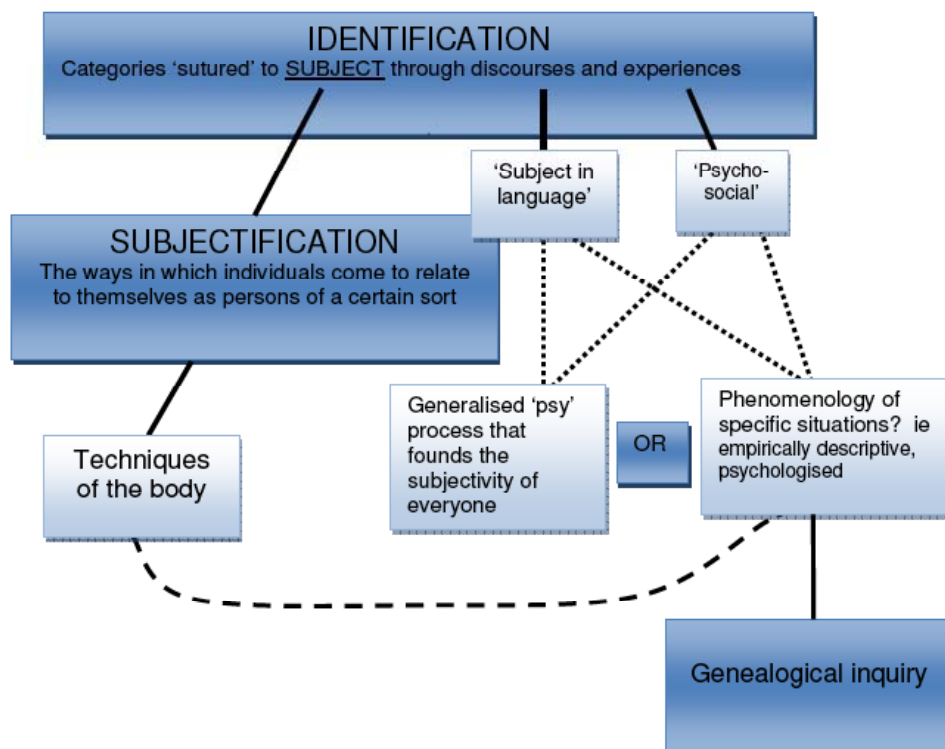 IDENTIFICATION
Categories ‘sutured’ to SUBJECT through discourses and experiences
‘Subject in
language’
‘Psycho-
social’
SUBJECTIFICATION
The ways in which individuals come to relate
to themselves as persons of a certain sort
Techniques
of the body
Generalised ‘psy’
process that
founds the
subjectivity of
everyone
OR
Phenomenology of
specific situations? ie
empirically descriptive,
psychologised
Genealogical inquiry